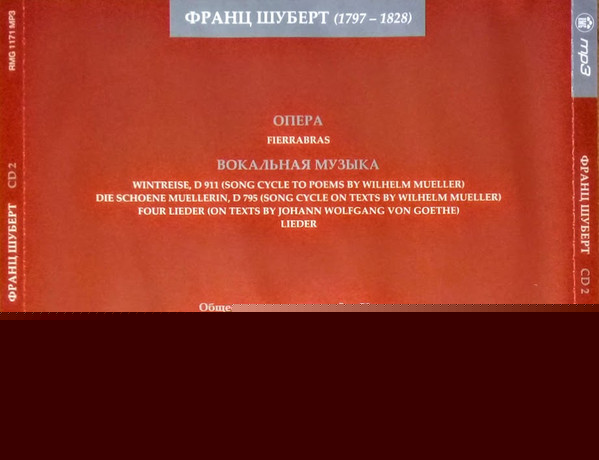 ФРАНЦ ШУБЕРТ (1797 – 1828)
ОПЕРА
FIERRABRAS
ВОКАЛЬНАЯ МУЗЫКА
WINTREISE, D 911 (SONG CYCLE TO POEMS BY WILHELM MUELLER)
DIE SCHOENE MUELLERIN, D 795 (SONG CYCLE ON TEXTS BY WILHELM MUELLER)
FOUR LIEDER (ON TEXTS BY JOHANN WOLFGANG VON GOETHE)
LIEDER
RMG 1171 MP3
ФРАНЦ ШУБЕРТ CD 2
mp3
ФРАНЦ ШУБЕРТ CD 2